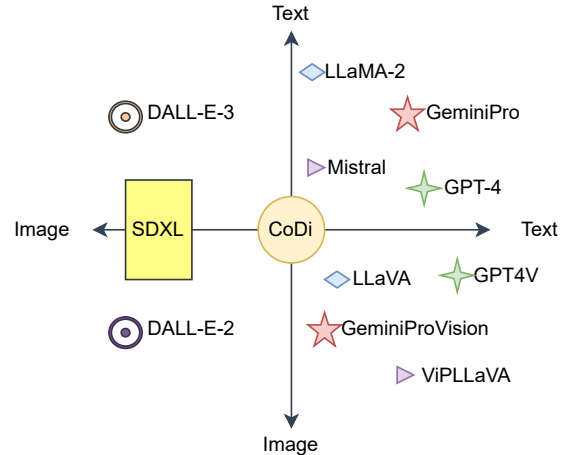 Text
LLaMA-2
DALL-E-3
GeminiPro
Mistral
GPT-4
Image
SDXL
CoDi
Text
LLaVA
GPT4V
DALL-E-2
GeminiProVision
ViPLLaVA
Image